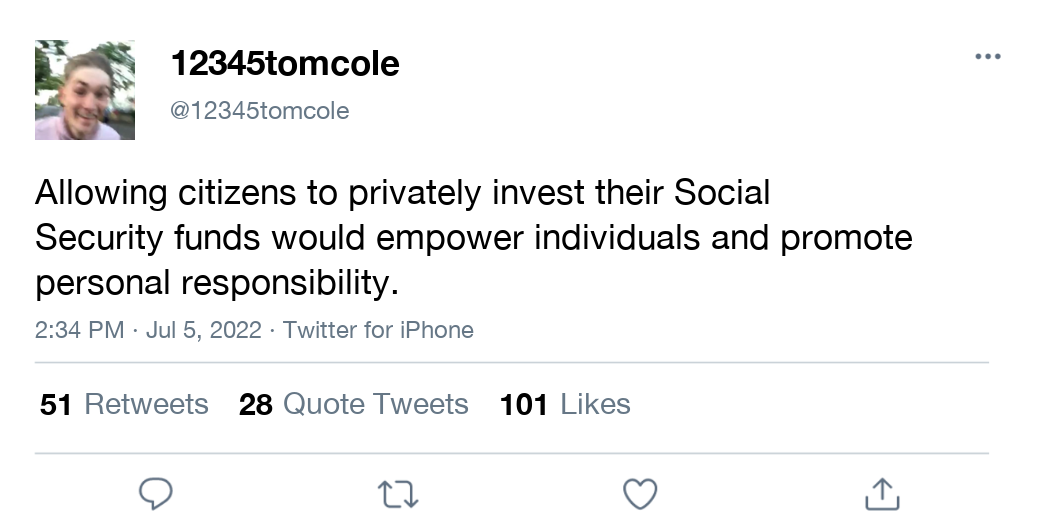 12345tomcole
@12345tomcole
Allowing citizens to privately invest their Social
Security funds would empower individuals and promote
personal responsibility.
2:34 PM · Jul 5, 2022 · Twitter for iPhone
51 Retweets 28 Quote Tweets 101 Likes